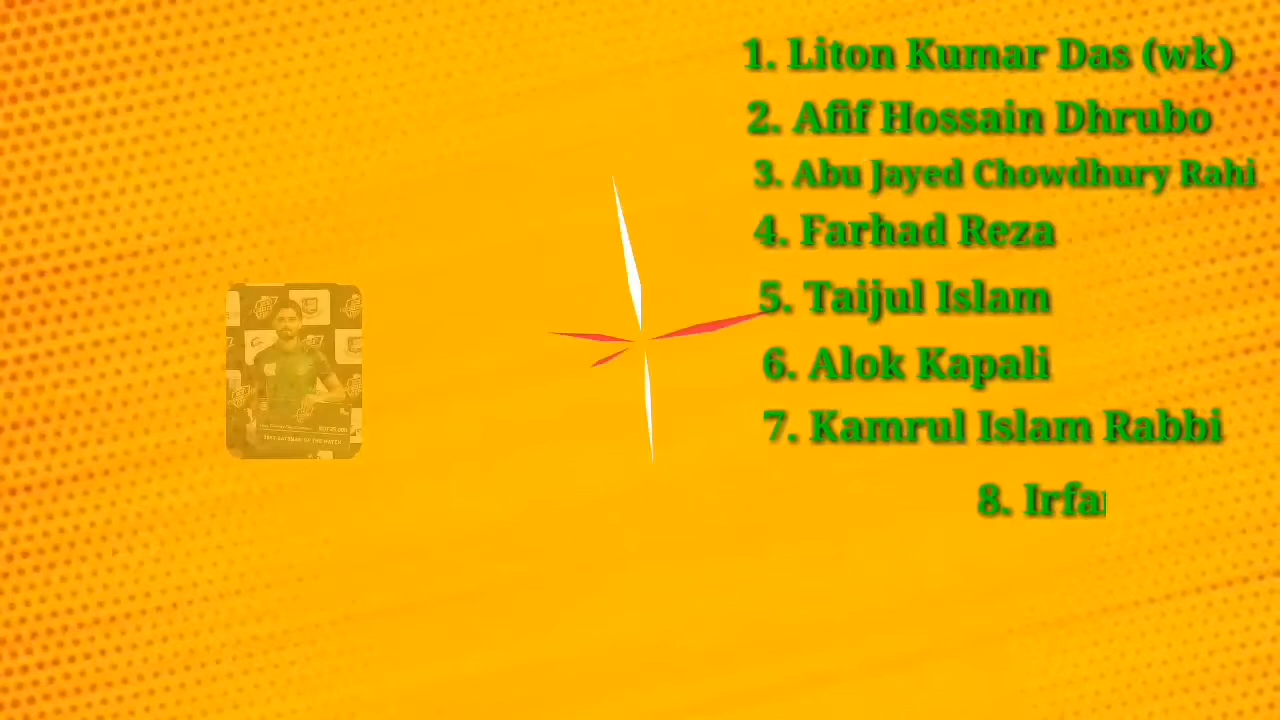 1. Liton Kumar Das (wk)
2. Afif Hossain Dhrubo
3. Abu Jayed Chowdhury Rahi
4. Farhad Reza
5. Taijul Islam
6. Alok Kapali
7. Kamrul Islam Rabbi
8. Irfa